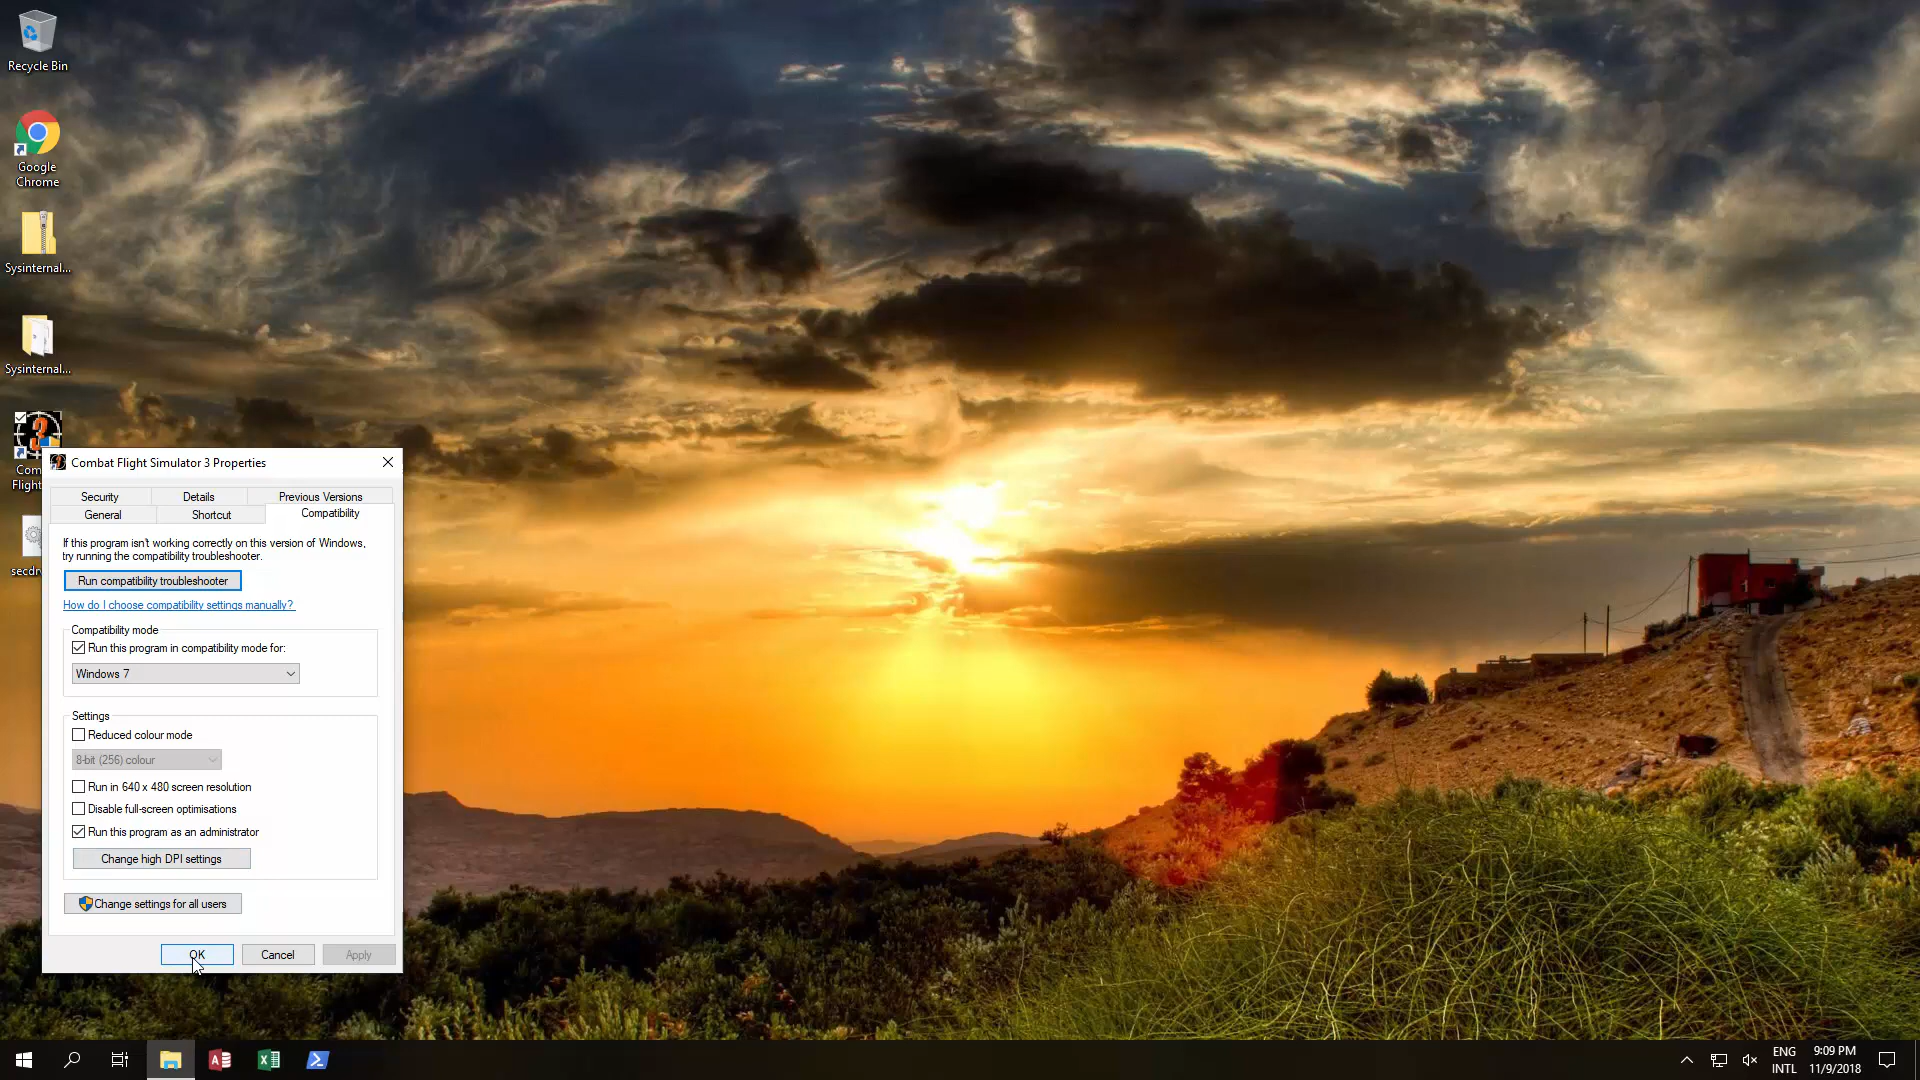 Recycle Bin
Google
Chrome
Sysinternal...
Sysinternal...
3
Com
Flight
secdr
Combat Flight Simulator 3 Properties
Security
Details
Previous Versions
General
Shortcut
Compatibility
If this program isn't working correctly on this version of Windows,
try running the compatibility troubleshooter.
Run compatibility troubleshooter
How do I choose compatibility settings manually?
Compatibility mode
Run this program in compatibility mode for:
Windows 7
Settings
Reduced colour mode
8-bit (256) colour
Run in 640 x 480 screen resolution
Disable full-screen optimisations
Run this program as an administrator
Change high DPI settings
Change settings for all users
OK
Cancel
Apply
ENG
INTL
9:09 PM
11/9/2018